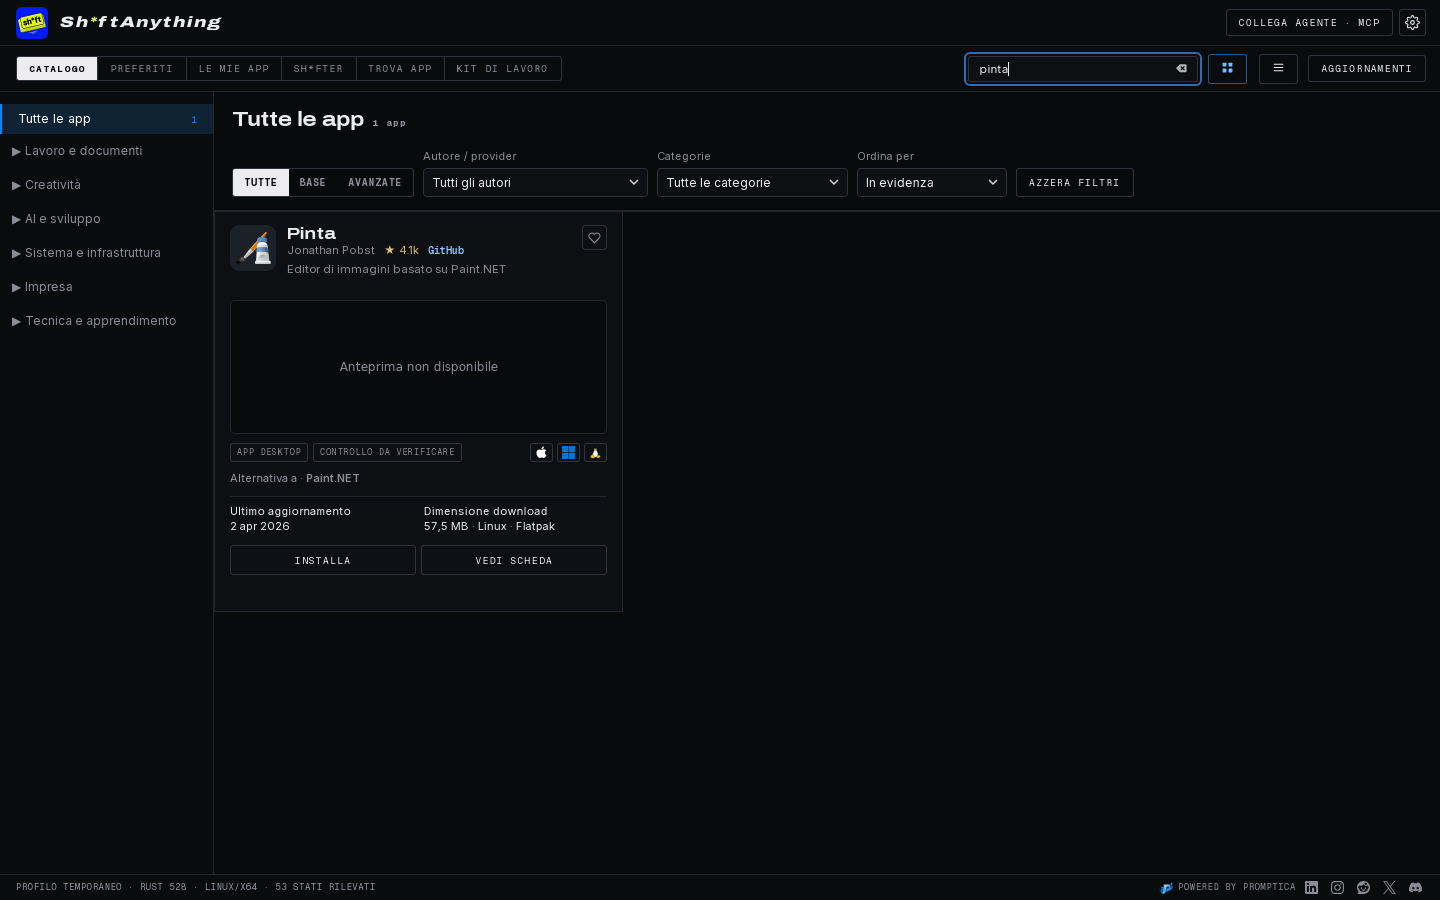 sh*ft
Sh*ftAnything
COLLEGA AGENTE · MCP
CATALOGO
PREFERITI
LE MIE APP
SH*FTER
TROVA APP
KIT DI LAVORO
pinta
AGGIORNAMENTI
Tutte le app 1
▶ Lavoro e documenti
▶ Creatività
▶ AI e sviluppo
▶ Sistema e infrastruttura
▶ Impresa
▶ Tecnica e apprendimento
Tutte le app 1 app
Autore / provider
Categorie
Ordina per
TUTTE
BASE
AVANZATE
Tutti gli autori
Tutte le categorie
In evidenza
AZZERA FILTRI
Pinta
Jonathan Pobst ★ 4.1k GitHub
Editor di immagini basato su Paint.NET
Anteprima non disponibile
APP DESKTOP
CONTROLLO DA VERIFICARE
Alternativa a · Paint.NET
Ultimo aggiornamento
2 apr 2026
Dimensione download
57,5 MB · Linux · Flatpak
INSTALLA
VEDI SCHEDA
PROFILO TEMPORANEO · RUST 528 · LINUX/X64 · 53 STATI RILEVATI
POWERED BY PROMPTICA